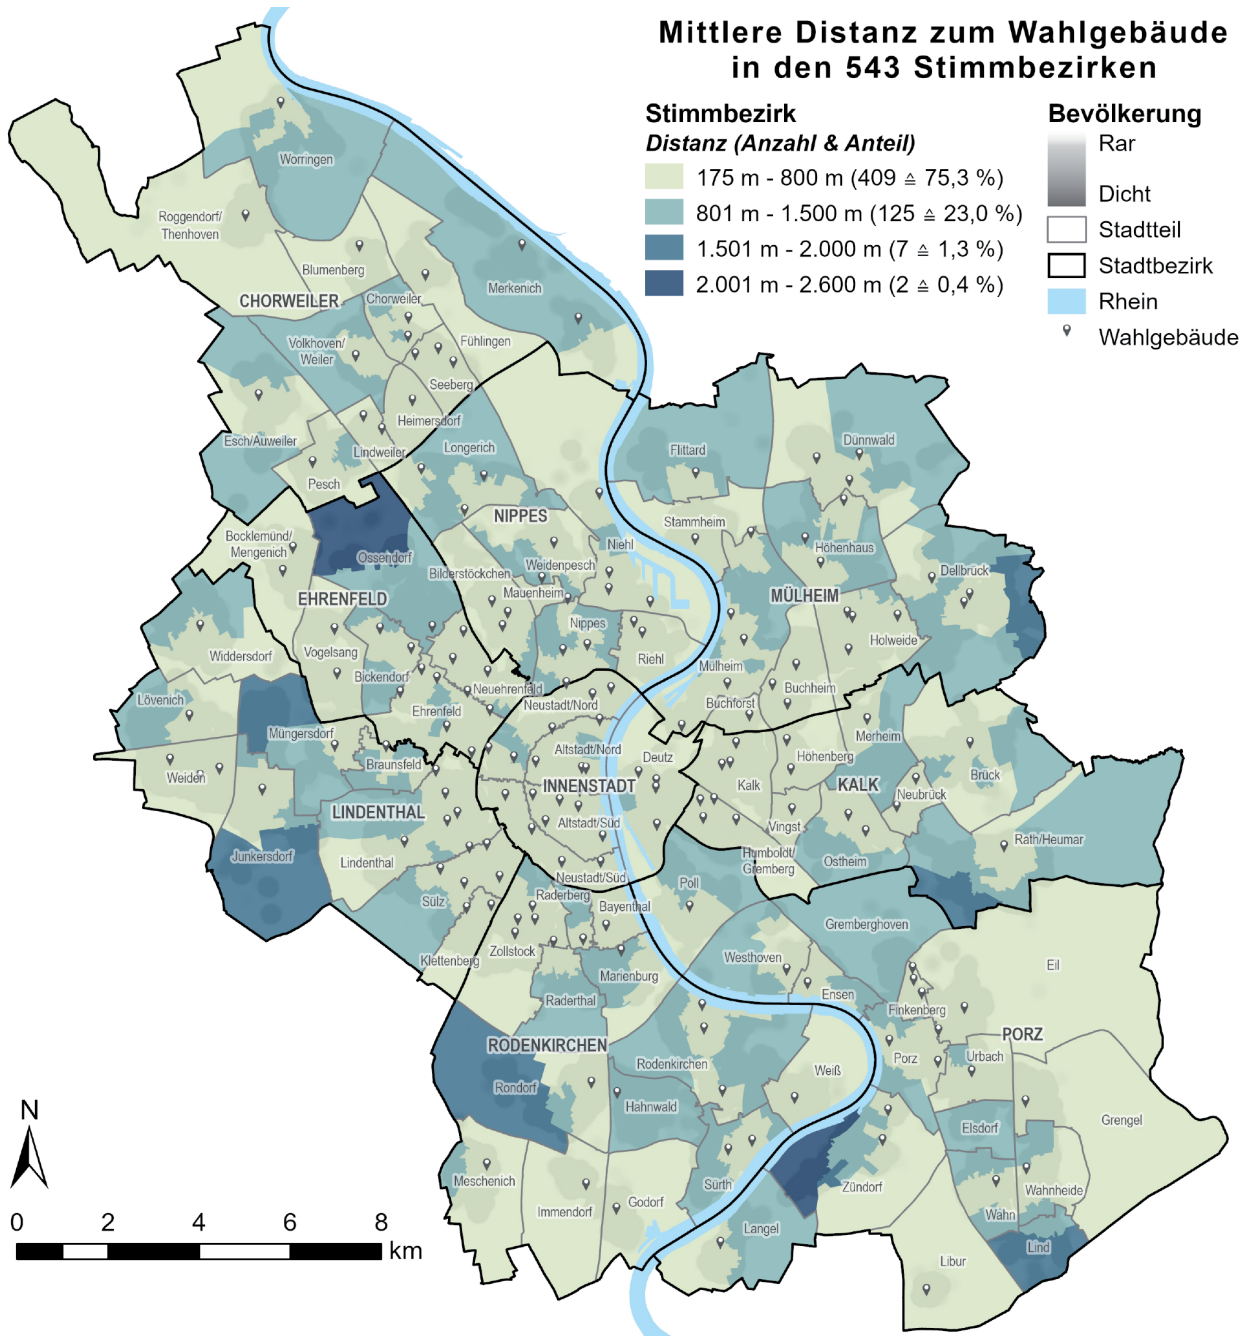 Mittlere Distanz zum Wahlgebäude
in den 543 Stimmbezirken
Stimmbezirk
Distanz (Anzahl & Anteil)
175 m - 800 m (409 ≙ 75,3 %)
801 m - 1.500 m (125 ≙ 23,0 %)
1.501 m - 2.000 m (7 ≙ 1,3 %)
2.001 m - 2.600 m (2 ≙ 0,4 %)
Bevölkerung
Rar
Dicht
Stadtteil
Stadtbezirk
Rhein
Wahlgebäude
Worringen
Roggendorf/
Thenhoven
Blumenberg
CHORWEILER
Chorweiler
Merkenich
Volkhoven/
Weiler
Fühlingen
Seeberg
Heimersdorf
Esch/Auweiler
Lindweiler
Pesch
Longerich
Flittard
Dünnwald
NIPPES
Stammheim
Bocklemünd/
Mengenich
Ossendorf
Niehl
Höhenhaus
Weidenpesch
Bilderstöckchen
Dellbrück
EHRENFELD
Mauenheim
MÜLHEIM
Nippes
Holweide
Widdersdorf
Vogelsang
Riehl
Mülheim
Bickendorf
Neuehrenfeld
Buchheim
Lövenich
Neustadt/Nord
Buchforst
Ehrenfeld
Müngersdorf
Merheim
Altstadt/Nord
Deutz
Höhenberg
Braunsfeld
Weiden
Brück
INNENSTADT
Kalk
KALK
Neubrück
LINDENTHAL
Altstadt/Süd
Vingst
Rath/Heumar
Junkersdorf
Lindenthal
Humboldt/
Gremberg
Ostheim
Neustadt/Süd
Poll
Sülz
Raderberg
Bayenthal
Gremberghoven
Zollstock
Klettenberg
Westhoven
Eil
Marienburg
Raderthal
Ensen
Finkenberg
PORZ
RODENKIRCHEN
Rodenkirchen
Porz
Urbach
Weiß
Rondorf
Hahnwald
Grengel
Elsdorf
Meschenich
Sürth
Zündorf
Wahnheide
Immendorf
Godorf
Wahn
Langel
Lind
Libur
N
0 2 4 6 8
km